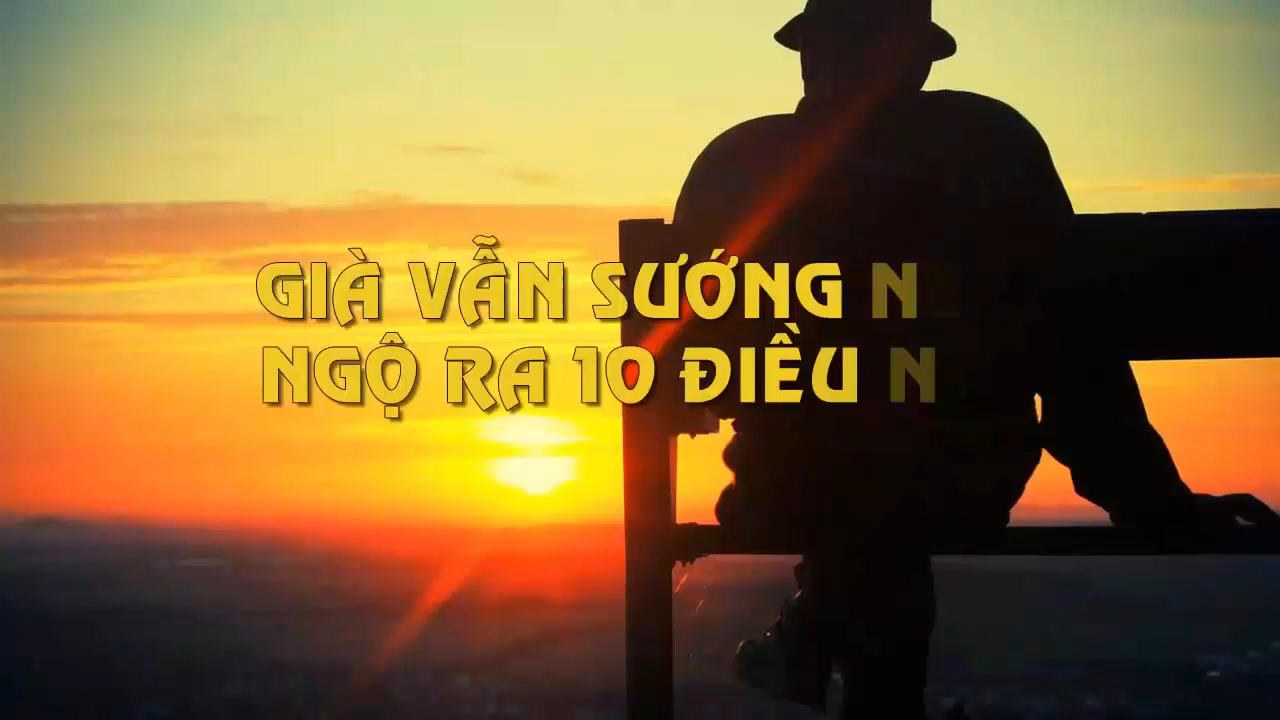 GIÀ VẪN SƯỚNG N
NGỘ RA 10 ĐIỀU N